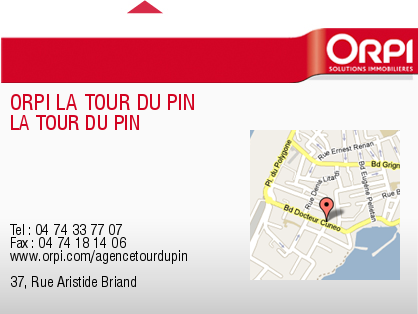 ORPI
SOLUTIONS IMMOBILIÈRES
ORPI LA TOUR DU PIN
LA TOUR DU PIN
Rue Ernest Renan
Pl. du Polygone
Bd Grign
Rue Denis Litalfi
Bd Eugène Pelletan
Bd Docteur Cuneo
Tel : 04 74 33 77 07
Fax : 04 74 18 14 06
www.orpi.com/agencetourdupin
37, Rue Aristide Briand